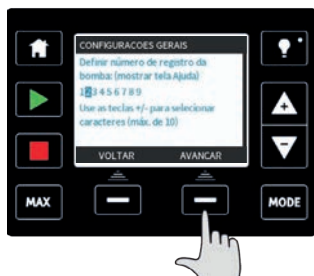 CONFIGURACOES GERAIS
Definir número de registro da
bomba: (mostrar tela Ajuda)
123456789
Use as teclas +/- para selecionar
caracteres (máx. de 10)
VOLTAR AVANCAR
MAX
MODE